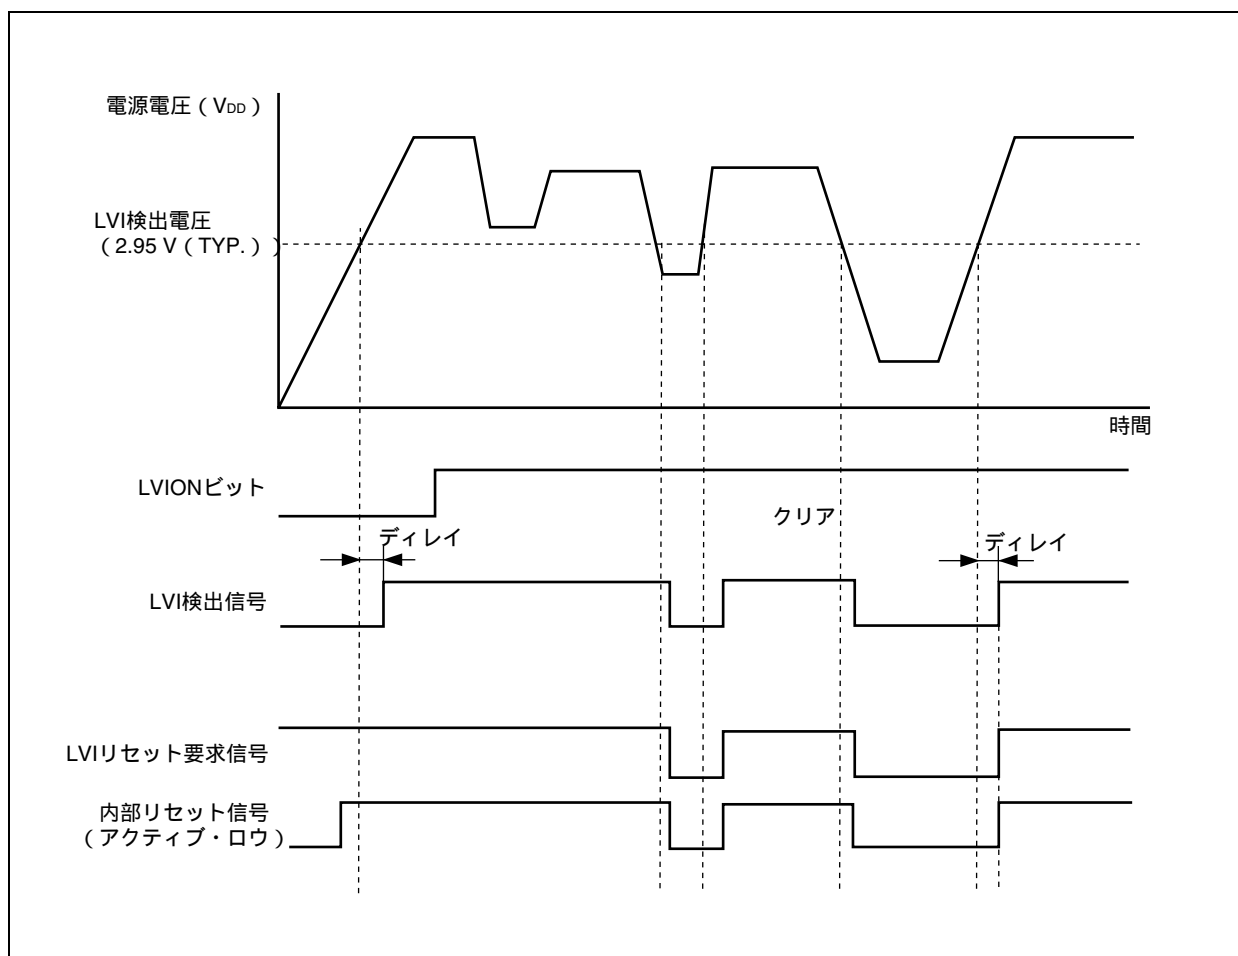 電源電圧(VDD)
LVI検出電圧
(2.95 V(TYP.))
時間
LVIONビット
クリア
ディレイ
ディレイ
LVI検出信号
LVIリセット要求信号
内部リセット信号
(アクティブ・ロウ)